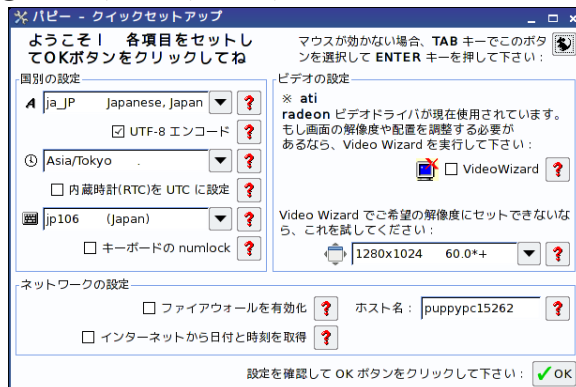 パピー - クイックセットアップ
ようこそ！ 各項目をセットし
てOKボタンをクリックしてね
マウスが効かない場合、TAB キーでこのボタ
ンを選択して ENTER キーを押して下さい：
国別の設定
ja_JP Japanese, Japan
UTF-8 エンコード
Asia/Tokyo .
内蔵時計(RTC)を UTC に設定
jp106 (Japan)
キーボードの numlock
ビデオの設定
※ ati
radeon ビデオドライバが現在使用されています。
もし画面の解像度や配置を調整する必要が
あるなら、Video Wizard を実行して下さい：
VideoWizard
Video Wizard でご希望の解像度にセットできないな
ら、これを試してください：
1280x1024 60.0*+
ネットワークの設定
ファイアウォールを有効化
ホスト名： puppypc15262
インターネットから日付と時刻を取得
設定を確認して OK ボタンをクリックして下さい： OK